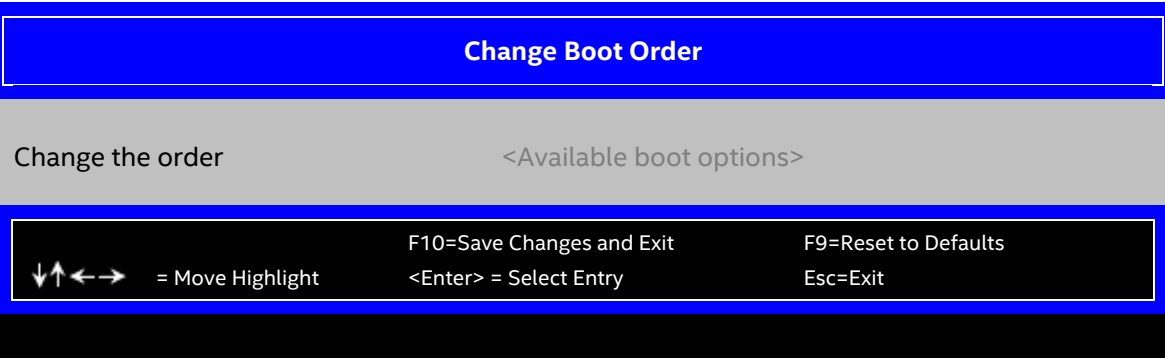 Change Boot Order
Change the order <Available boot options>
F10=Save Changes and Exit F9=Reset to Defaults
↓↑←→ = Move Highlight <Enter> = Select Entry Esc=Exit